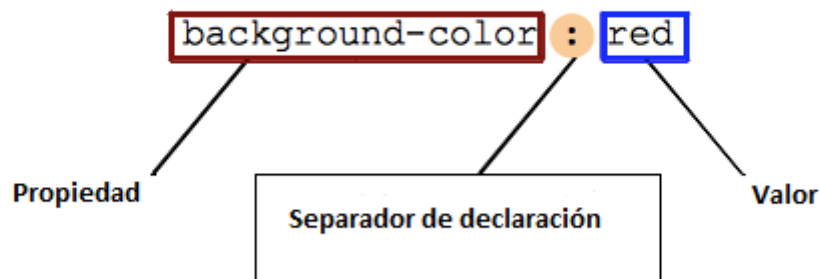 background-color : red
Propiedad
Separador de declaración
Valor